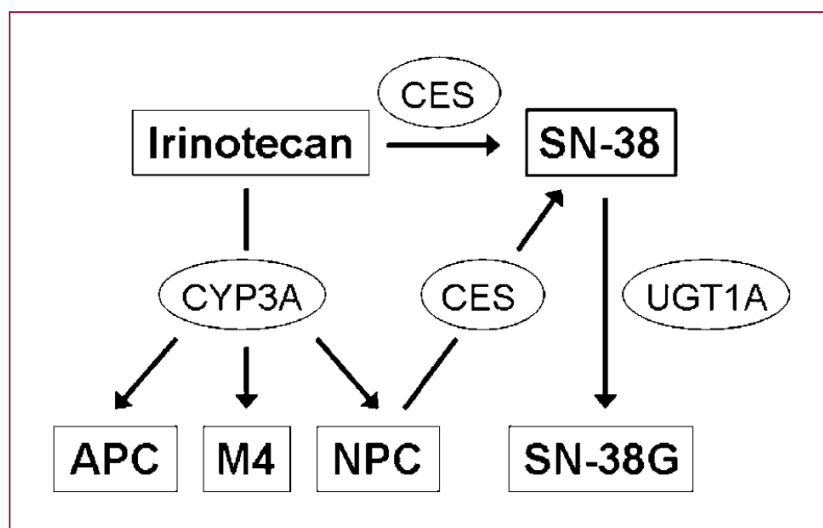 CES
Irinotecan
SN-38
CYP3A
CES
UGT1A
APC
M4
NPC
SN-38G